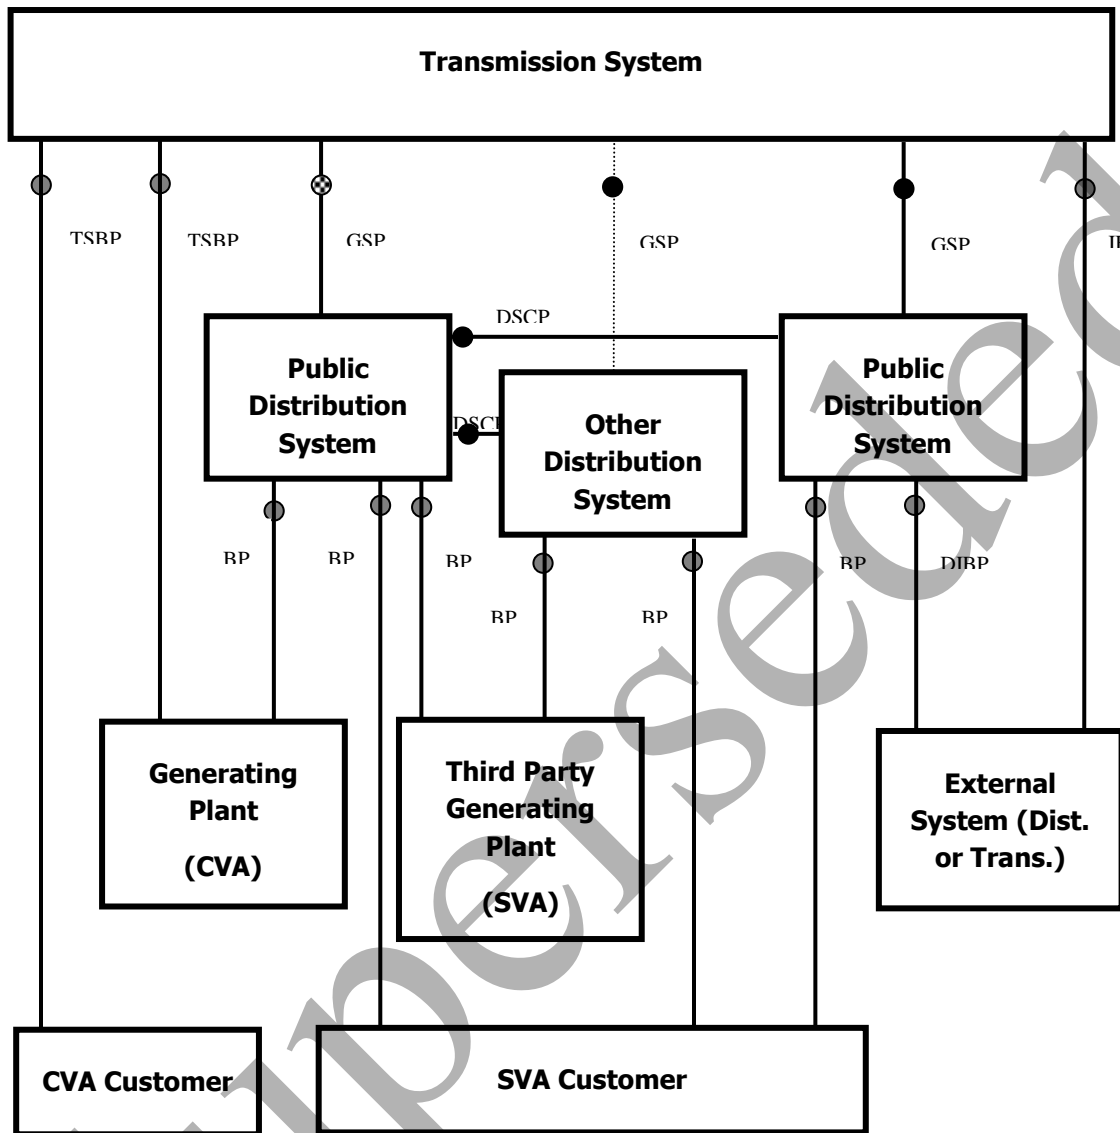 Transmission System
TSBP
TSBP
GSP
GSP
GSP
DSCP
Public
Distribution
System
DSCP
Other
Distribution
System
Public
Distribution
System
BP
BP
BP
BP
BP
BP
DIBP
Generating
Plant
(CVA)
Third Party
Generating
Plant
(SVA)
External
System (Dist.
or Trans.)
CVA Customer
SVA Customer